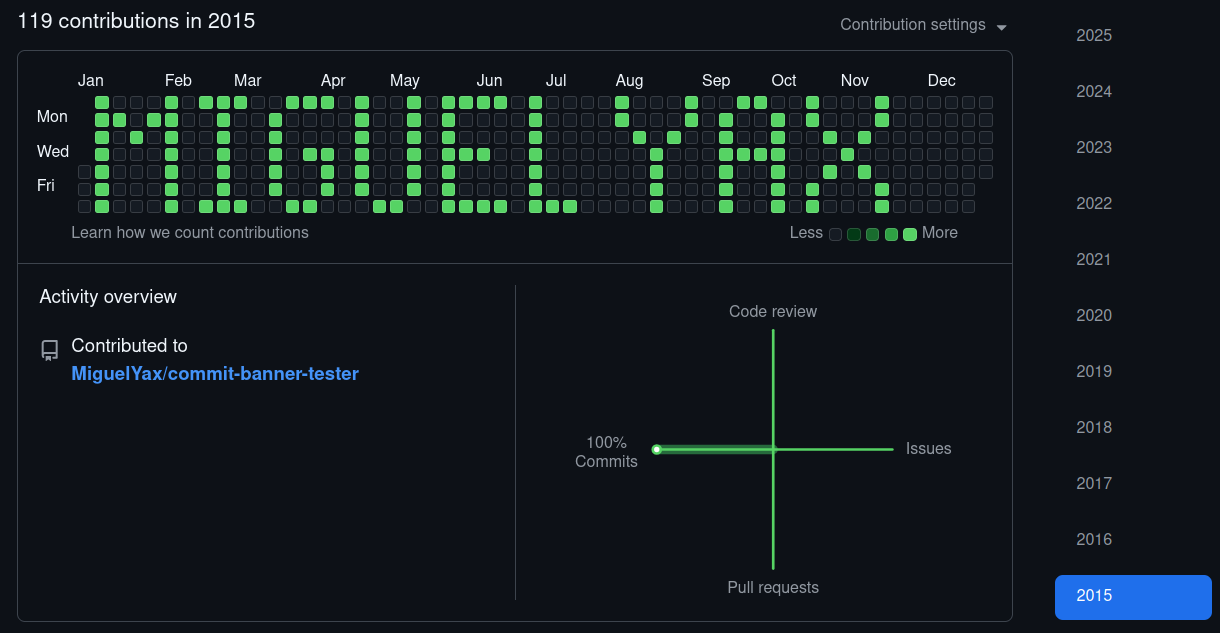 119 contributions in 2015
Contribution settings
Jan Feb Mar Apr May Jun Jul Aug Sep Oct Nov Dec
Mon
Wed
Fri
MIGUEL YAX
Learn how we count contributions
Less More
Activity overview
Contributed to
MiguelYax/commit-banner-tester
Code review
100%
Commits
Issues
Pull requests
2025
2024
2023
2022
2021
2020
2019
2018
2017
2016
2015